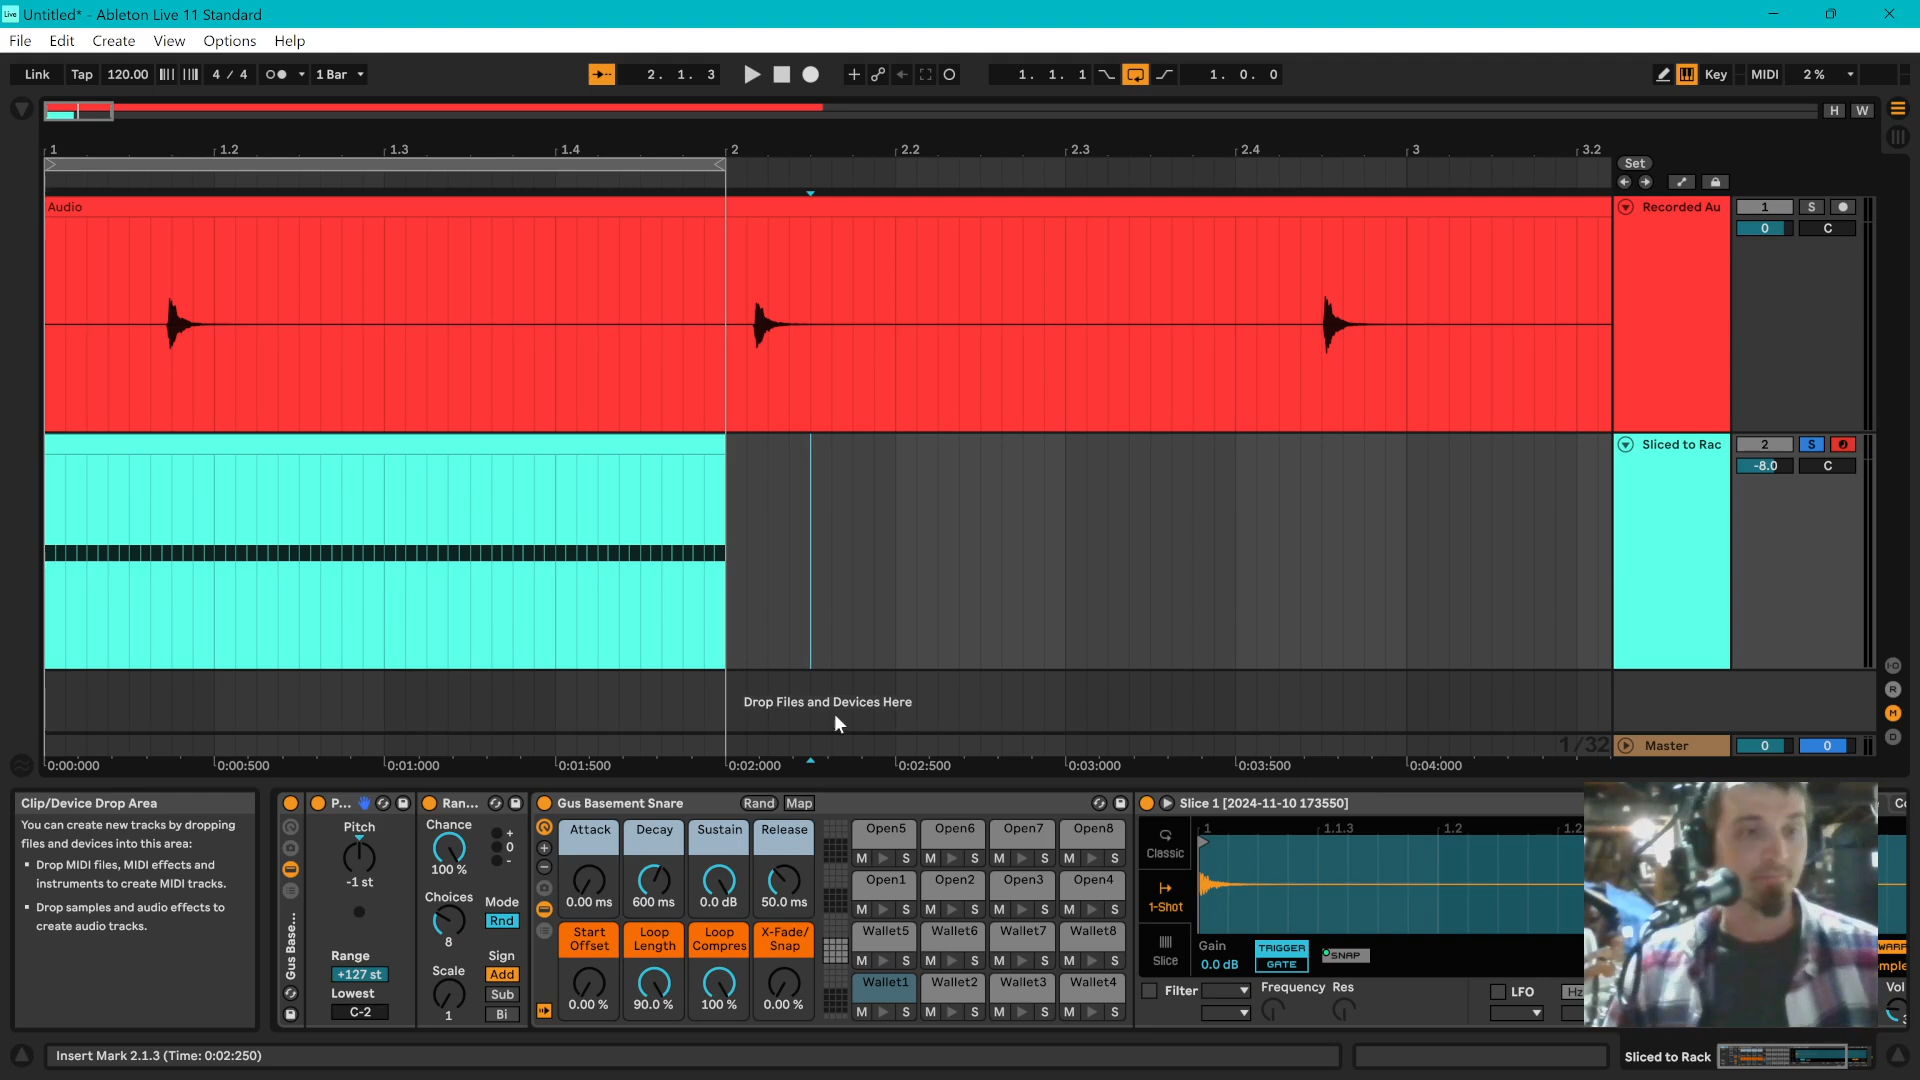 Live Untitled* - Ableton Live 11 Standard
File Edit Create View Options Help
Link Tap 120.00 4 / 4 1 Bar 2. 1. 3 1. 1. 1 1. 0. 0 Key MIDI 2 %
H W
1 1.2 1.3 1.4 2 2.2 2.3 2.4 3 3.2
Set
Audio
Recorded Au 1 S
0 C
Sliced to Rac 2 S
-8.0 C
Drop Files and Devices Here
I·O
R
M
D
1/32 Master 0 0
0:00:000 0:00:500 0:01:000 0:01:500 0:02:000 0:02:500 0:03:000 0:03:500 0:04:000
Clip/Device Drop Area
You can create new tracks by dropping
files and devices into this area:
Drop MIDI files, MIDI effects and
instruments to create MIDI tracks.
Drop samples and audio effects to
create audio tracks.
Gus Base...
P...
Pitch
-1 st
Range
+127 st
Lowest
C-2
Ran...
Chance
+
0
-
100 %
Choices
Mode
Rnd
8
Sign
Scale
Add
Sub
1
Bi
Gus Basement Snare Rand Map
Attack Decay Sustain Release
0.00 ms 600 ms 0.0 dB 50.0 ms
Start Offset Loop Length Loop Compres X-Fade/ Snap
0.00 % 90.0 % 100 % 0.00 %
Open5 Open6 Open7 Open8
M S M S M S M S
Open1 Open2 Open3 Open4
M S M S M S M S
Wallet5 Wallet6 Wallet7 Wallet8
M S M S M S M S
Wallet1 Wallet2 Wallet3 Wallet4
M S M S M S M S
Slice 1 [2024-11-10 173550]
Classic
1-Shot
Slice
1 1.1.3 1.2 1.2
Gain
0.0 dB
TRIGGER
GATE
SNAP
Filter Frequency Res LFO Hz
Co
WARP
mple
Vol
Insert Mark 2.1.3 (Time: 0:02:250)
Sliced to Rack